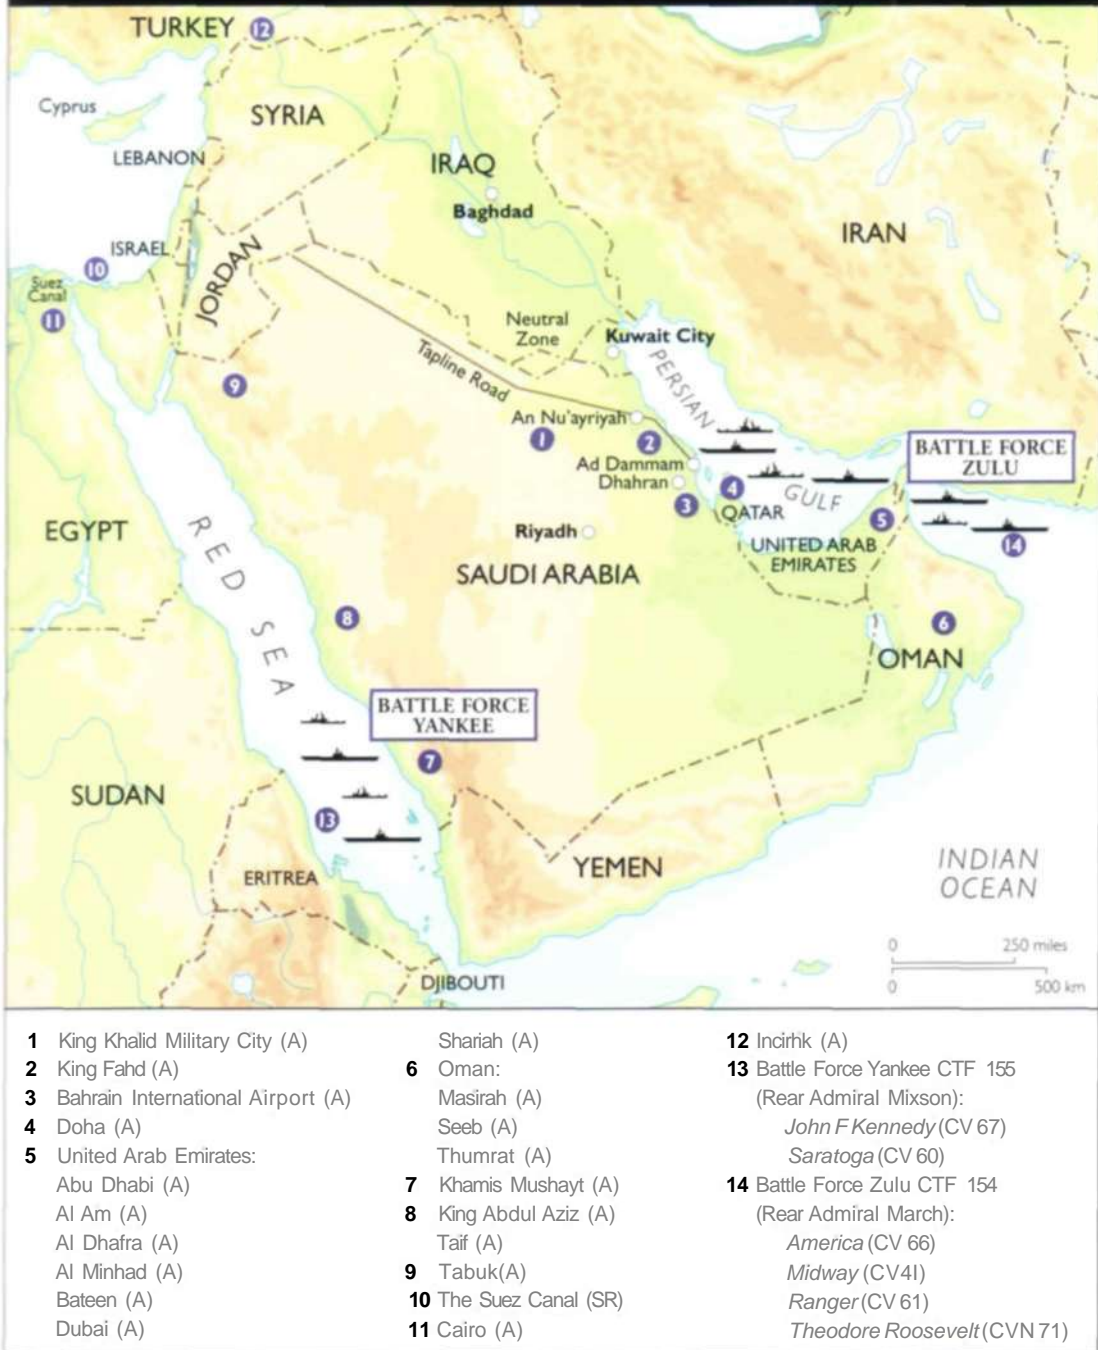 TURKEY
12
Cyprus
SYRIA
LEBANON
IRAQ
Baghdad
IRAN
ISRAEL
10
JORDAN
Suez
Canal
11
Neutral
Zone
Kuwait City
Tapline Road
PERSIAN
GULF
9
An Nu'ayriyah
1
2
Ad Dammam
Dhahran
3
4
QATAR
BATTLE FORCE
ZULU
5
14
EGYPT
RED SEA
Riyadh
UNITED ARAB
EMIRATES
SAUDI ARABIA
8
6
OMAN
BATTLE FORCE
YANKEE
7
SUDAN
13
ERITREA
YEMEN
INDIAN
OCEAN
0 250 miles
0 500 km
DJIBOUTI
1 King Khalid Military City (A)
2 King Fahd (A)
3 Bahrain International Airport (A)
4 Doha (A)
5 United Arab Emirates:
Abu Dhabi (A)
Al Am (A)
Al Dhafra (A)
Al Minhad (A)
Bateen (A)
Dubai (A)
Shariah (A)
6 Oman:
Masirah (A)
Seeb (A)
Thumrat (A)
7 Khamis Mushayt (A)
8 King Abdul Aziz (A)
Taif (A)
9 Tabuk(A)
10 The Suez Canal (SR)
11 Cairo (A)
12 Incirhk (A)
13 Battle Force Yankee CTF 155
(Rear Admiral Mixson):
John F Kennedy (CV 67)
Saratoga (CV 60)
14 Battle Force Zulu CTF 154
(Rear Admiral March):
America (CV 66)
Midway (CV4I)
Ranger (CV 61)
Theodore Roosevelt (CVN 71)